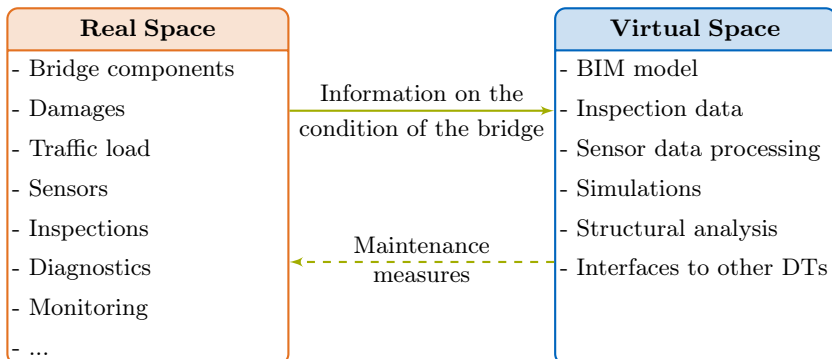 Real Space
- Bridge components
- Damages
- Traffic load
- Sensors
- Inspections
- Diagnostics
- Monitoring
- ...
Information on the
condition of the bridge
Maintenance
measures
Virtual Space
- BIM model
- Inspection data
- Sensor data processing
- Simulations
- Structural analysis
- Interfaces to other DTs